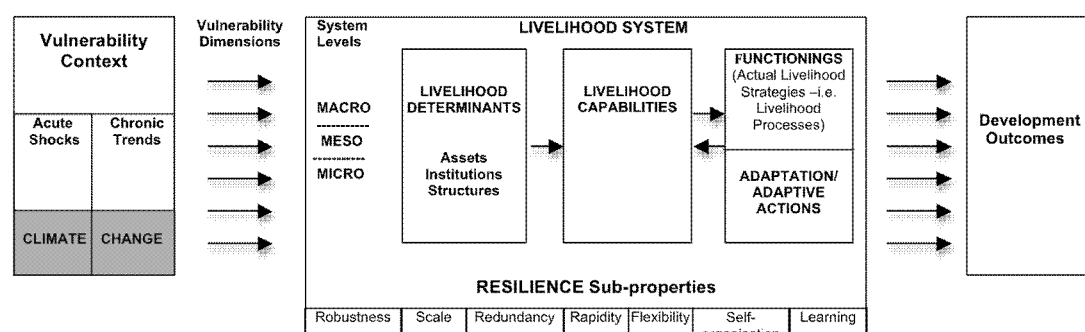 Vulnerability
Context
Acute
Shocks
Chronic
Trends
CLIMATE
CHANGE
Vulnerability
Dimensions
LIVELIHOOD SYSTEM
System
Levels
MACRO
MESO
MICRO
LIVELIHOOD
DETERMINANTS
Assets
Institutions
Structures
LIVELIHOOD
CAPABILITIES
FUNCTIONINGS
(Actual Livelihood
Strategies –i.e.
Livelihood
Processes)
ADAPTATION/
ADAPTIVE
ACTIONS
Development
Outcomes
RESILIENCE Sub-properties
Robustness
Scale
Redundancy
Rapidity
Flexibility
Self-
Learning